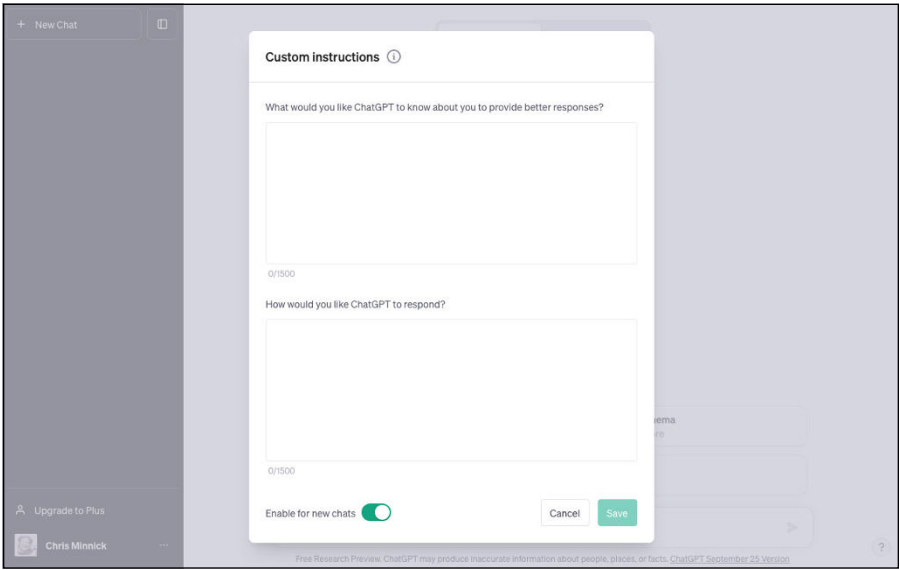 New Chat
Custom instructions
What would you like ChatGPT to know about you to provide better responses?
0/1500
How would you like ChatGPT to respond?
0/1500
ema
re
Enable for new chats
Cancel
Save
Upgrade to Plus
Chris Minnick
Free Research Preview. ChatGPT may produce inaccurate information about people, places, or facts. ChatGPT September 25 Version
?